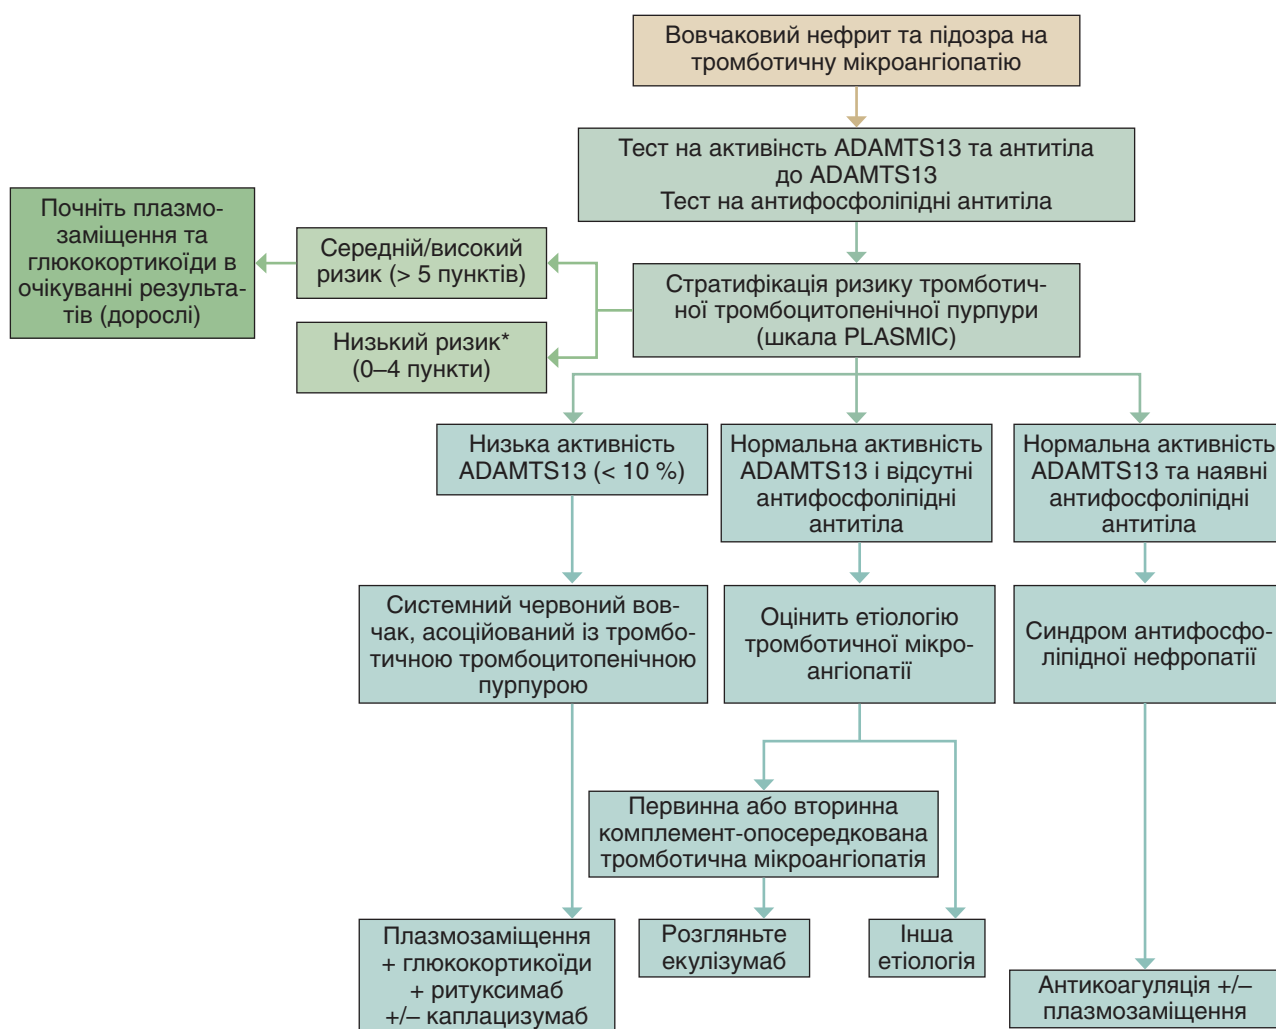 Вовчаковий нефрит та підозра на
тромботичну мікроангіопатію
Тест на активінсть ADAMTS13 та антитіла
до ADAMTS13
Тест на антифосфоліпідні антитіла
Почніть плазмо-
заміщення та
глюкокортикоїди в
очікуванні результа-
тів (дорослі)
Середній/високий
ризик (> 5 пунктів)
Низький ризик*
(0–4 пункти)
Стратифікація ризику тромботич-
ної тромбоцитопенічної пурпури
(шкала PLASMIC)
Низька активність
ADAMTS13 (< 10 %)
Нормальна активність
ADAMTS13 і відсутні
антифосфоліпідні
антитіла
Нормальна активність
ADAMTS13 та наявні
антифосфоліпідні
антитіла
Системний червоний вов-
чак, асоційований із тромбо-
тичною тромбоцитопенічною
пурпурою
Оцініть етіологію
тромботичної мікро-
ангіопатії
Синдром антифосфо-
ліпідної нефропатії
Первинна або вторинна
комплемент-опосередкована
тромботична мікроангіопатія
Плазмозаміщення
+ глюкокортикоїди
+ ритуксимаб
+/– каплацизумаб
Розгляньте
екулізумаб
Інша
етіологія
Антикоагуляція +/–
плазмозаміщення